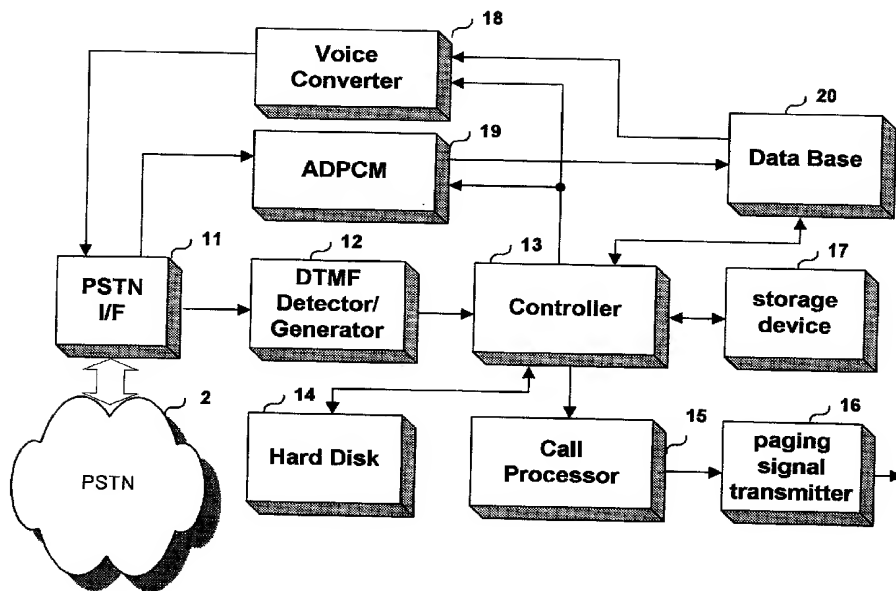 18
Voice
Converter
20
Data Base
19
ADPCM
11
PSTN
I/F
12
DTMF
Detector/
Generator
13
Controller
17
storage
device
2
PSTN
14
Hard Disk
15
Call
Processor
16
paging
signal
transmitter